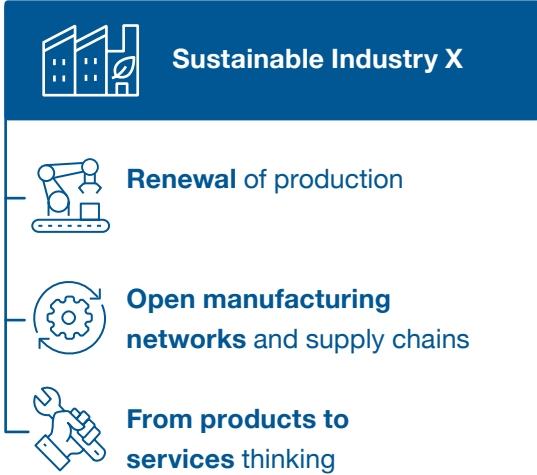 Sustainable Industry X
Renewal of production
Open manufacturing
networks and supply chains
From products to
services thinking